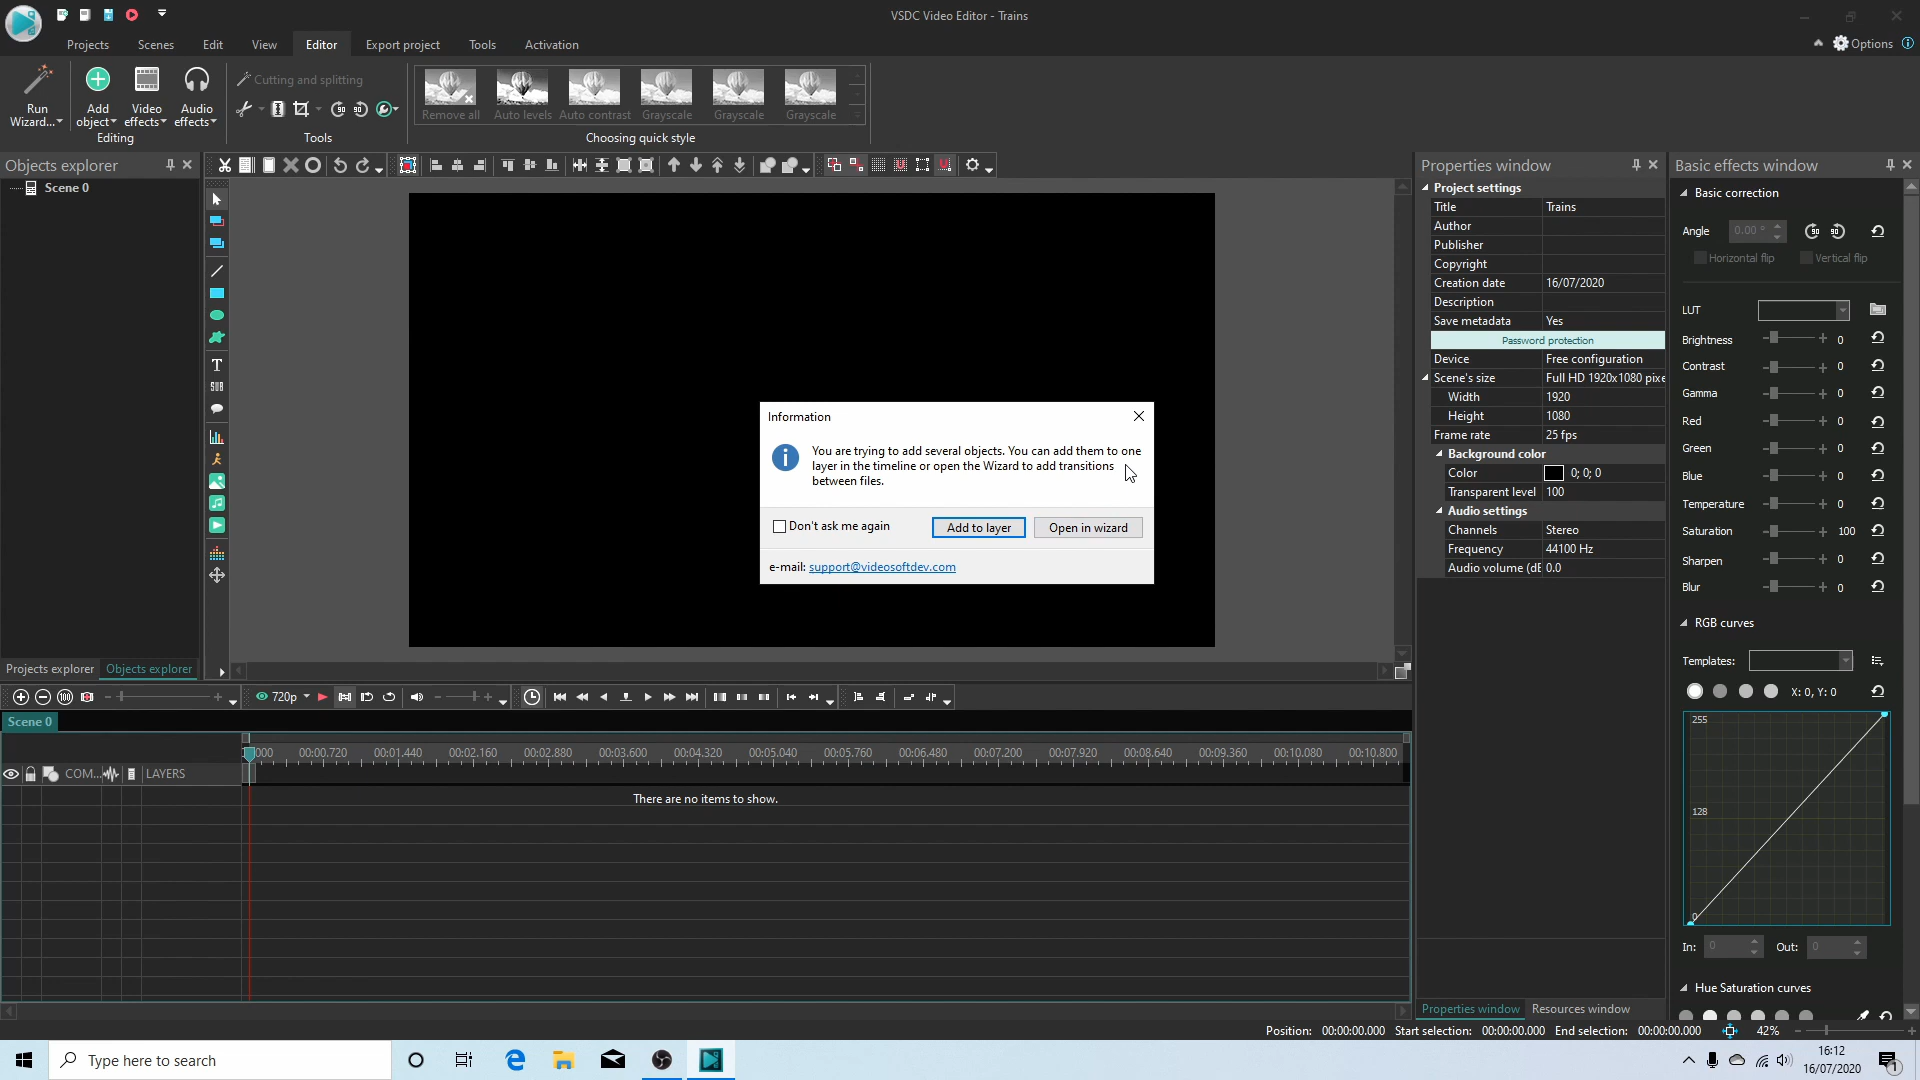 VSDC Video Editor - Trains
Projects
Scenes
Edit
View
Editor
Export project
Tools
Activation
Options
Run
Wizard...
Add
object
Video
effects
Audio
effects
Editing
Cutting and splitting
Tools
Remove all
Auto levels
Auto contrast
Grayscale
Grayscale
Grayscale
Choosing quick style
Objects explorer
Scene 0
Projects explorer
Objects explorer
T
SUB
Information
You are trying to add several objects. You can add them to one
layer in the timeline or open the Wizard to add transitions
between files.
Don't ask me again
Add to layer
Open in wizard
e-mail: support@videosoftdev.com
Properties window
Project settings
Title Trains
Author
Publisher
Copyright
Creation date 16/07/2020
Description
Save metadata Yes
Password protection
Device Free configuration
Scene's size Full HD 1920x1080 pixe
Width 1920
Height 1080
Frame rate 25 fps
Background color
Color 0; 0; 0
Transparent level 100
Audio settings
Channels Stereo
Frequency 44100 Hz
Audio volume (dE 0.0
Properties window
Resources window
Basic effects window
Basic correction
Angle 0.00 °
90
90
Horizontal flip
Vertical flip
LUT
Brightness 0
Contrast 0
Gamma 0
Red 0
Green 0
Blue 0
Temperature 0
Saturation 100
Sharpen 0
Blur 0
RGB curves
Templates:
X: 0, Y: 0
255
128
0
In: 0
Out: 0
Hue Saturation curves
720p
Scene 0
000 00:00.720 00:01.440 00:02.160 00:02.880 00:03.600 00:04.320 00:05.040 00:05.760 00:06.480 00:07.200 00:07.920 00:08.640 00:09.360 00:10.080 00:10.800
COM...
LAYERS
There are no items to show.
Position: 00:00:00.000 Start selection: 00:00:00.000 End selection: 00:00:00.000 42%
Type here to search
16:12
16/07/2020
1